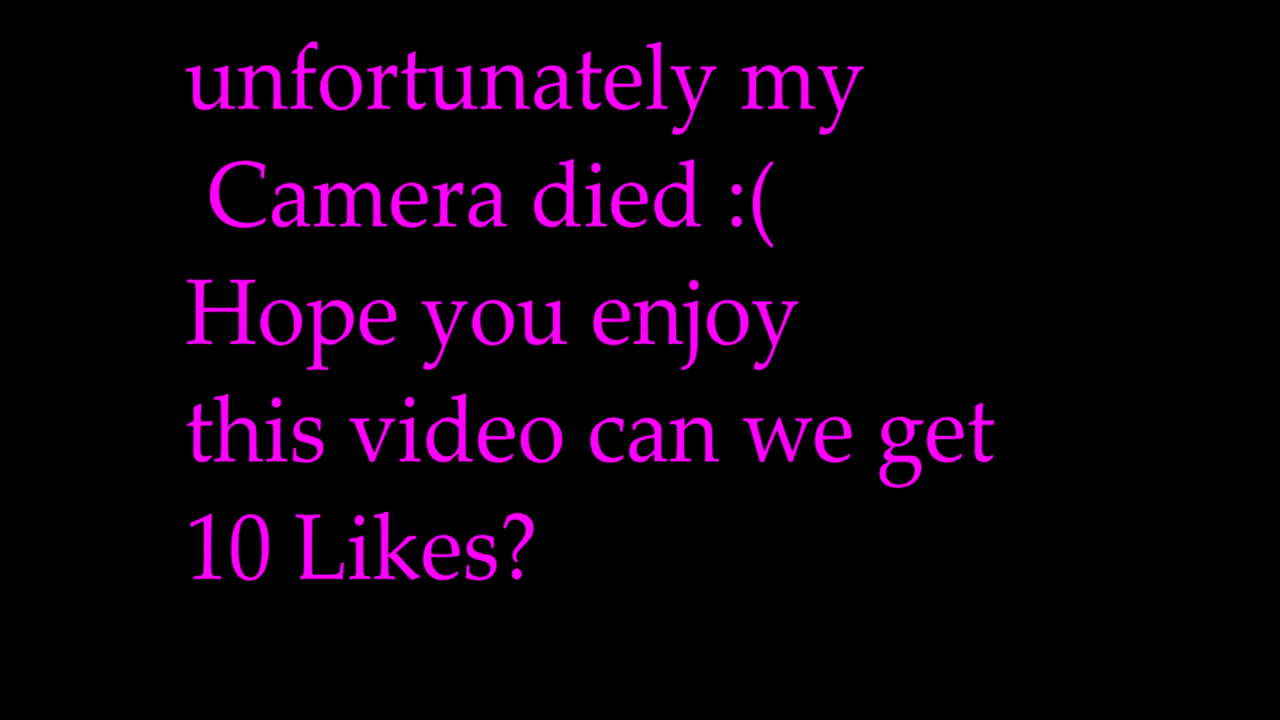 unfortunately my
Camera died :(
Hope you enjoy
this video can we get
10 Likes?